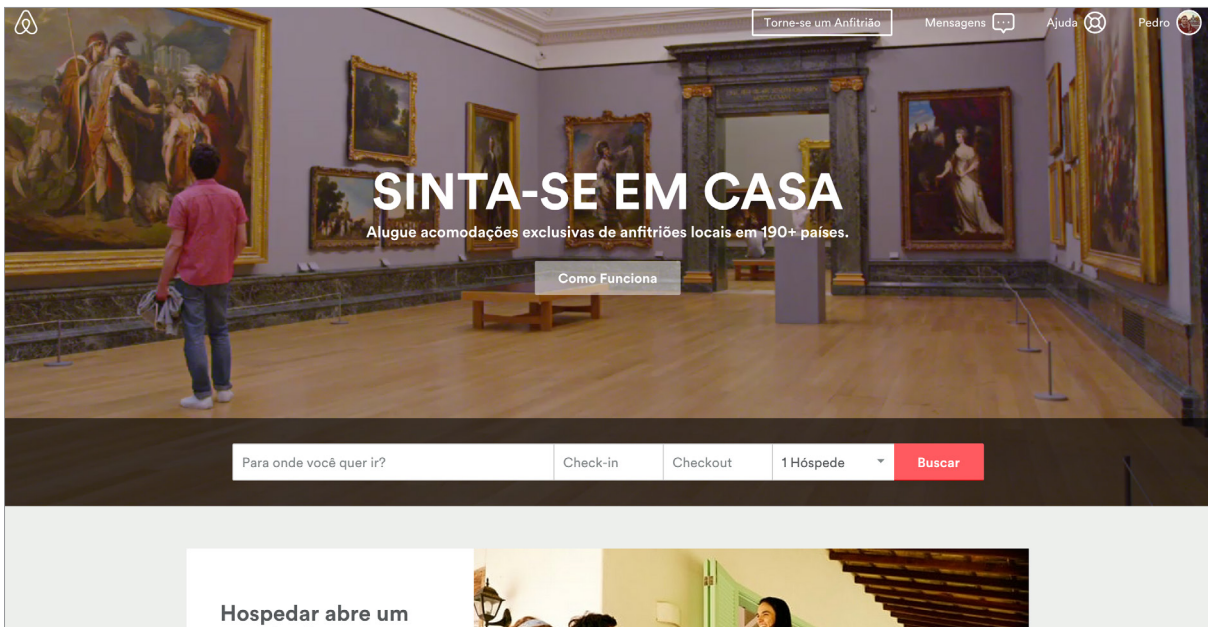 Torne-se um Anfitrião
Mensagens
Ajuda
Pedro
SINTA-SE EM CASA
Alugue acomodações exclusivas de anfitriões locais em 190+ países.
Como Funciona
Para onde você quer ir?
Check-in
Checkout
1 Hóspede
Buscar
Hospedar abre um